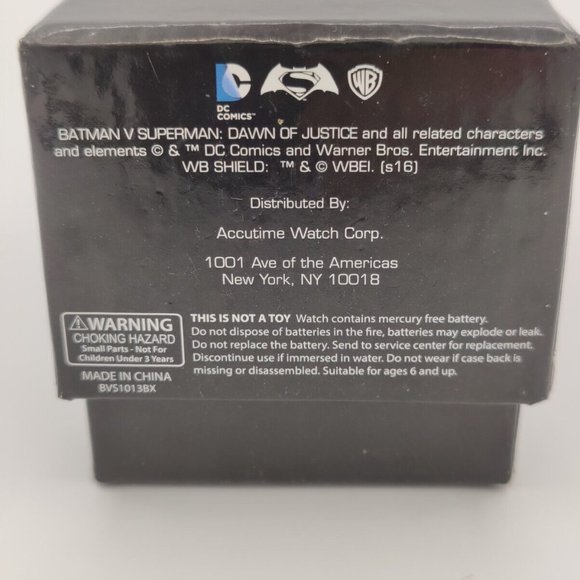 DC
COMICS™
S
WB
BATMAN V SUPERMAN: DAWN OF JUSTICE and all related characters
and elements © & ™ DC Comics and Warner Bros. Entertainment Inc.
WB SHIELD: ™ & © WBEI. (s16)
Distributed By:
Accutime Watch Corp.
1001 Ave of the Americas
New York, NY 10018
⚠WARNING
CHOKING HAZARD
Small Parts - Not For
Children Under 3 Years
MADE IN CHINA
BVS1013BX
THIS IS NOT A TOY Watch contains mercury free battery.
Do not dispose of batteries in the fire, batteries may explode or leak.
Do not replace the battery. Send to service center for replacement.
Discontinue use if immersed in water. Do not wear if case back is
missing or disassembled. Suitable for ages 6 and up.